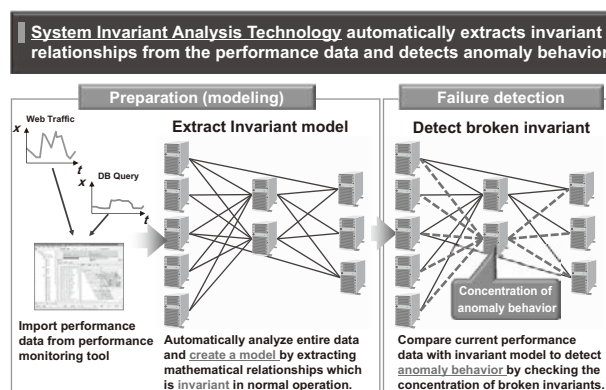 System Invariant Analysis Technology automatically extracts invariant
relationships from the performance data and detects anomaly behavior
Preparation (modeling)
Web Traffic
x
t
DB Query
x
t
Import performance
data from performance
monitoring tool
Extract Invariant model
Automatically analyze entire data
and create a model by extracting
mathematical relationships which
is invariant in normal operation.
Failure detection
Detect broken invariant
Concentration of
anomaly behavior
Compare current performance
data with invariant model to detect
anomaly behavior by checking the
concentration of broken invariants.